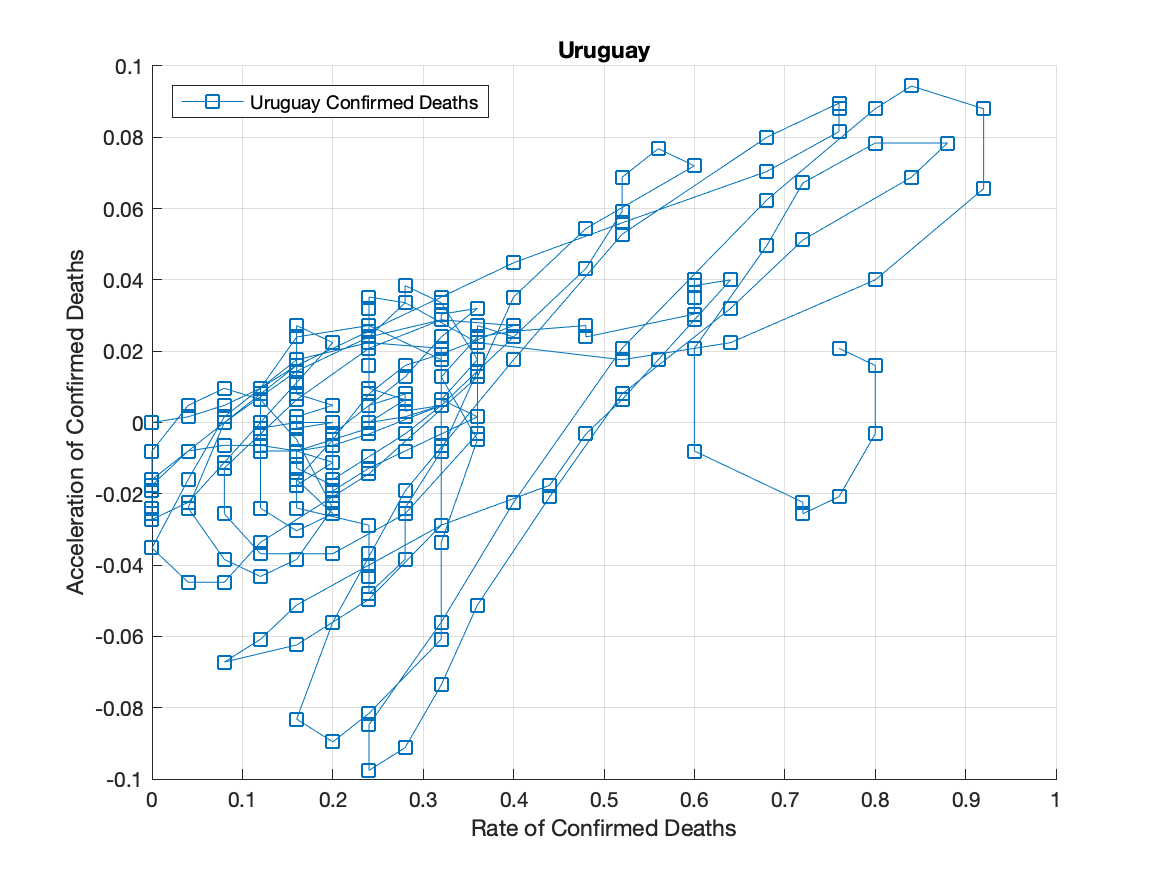 Uruguay
Uruguay Confirmed Deaths
Acceleration of Confirmed Deaths
0.1
0.08
0.06
0.04
0.02
0
-0.02
-0.04
-0.06
-0.08
-0.1
0 0.1 0.2 0.3 0.4 0.5 0.6 0.7 0.8 0.9 1
Rate of Confirmed Deaths